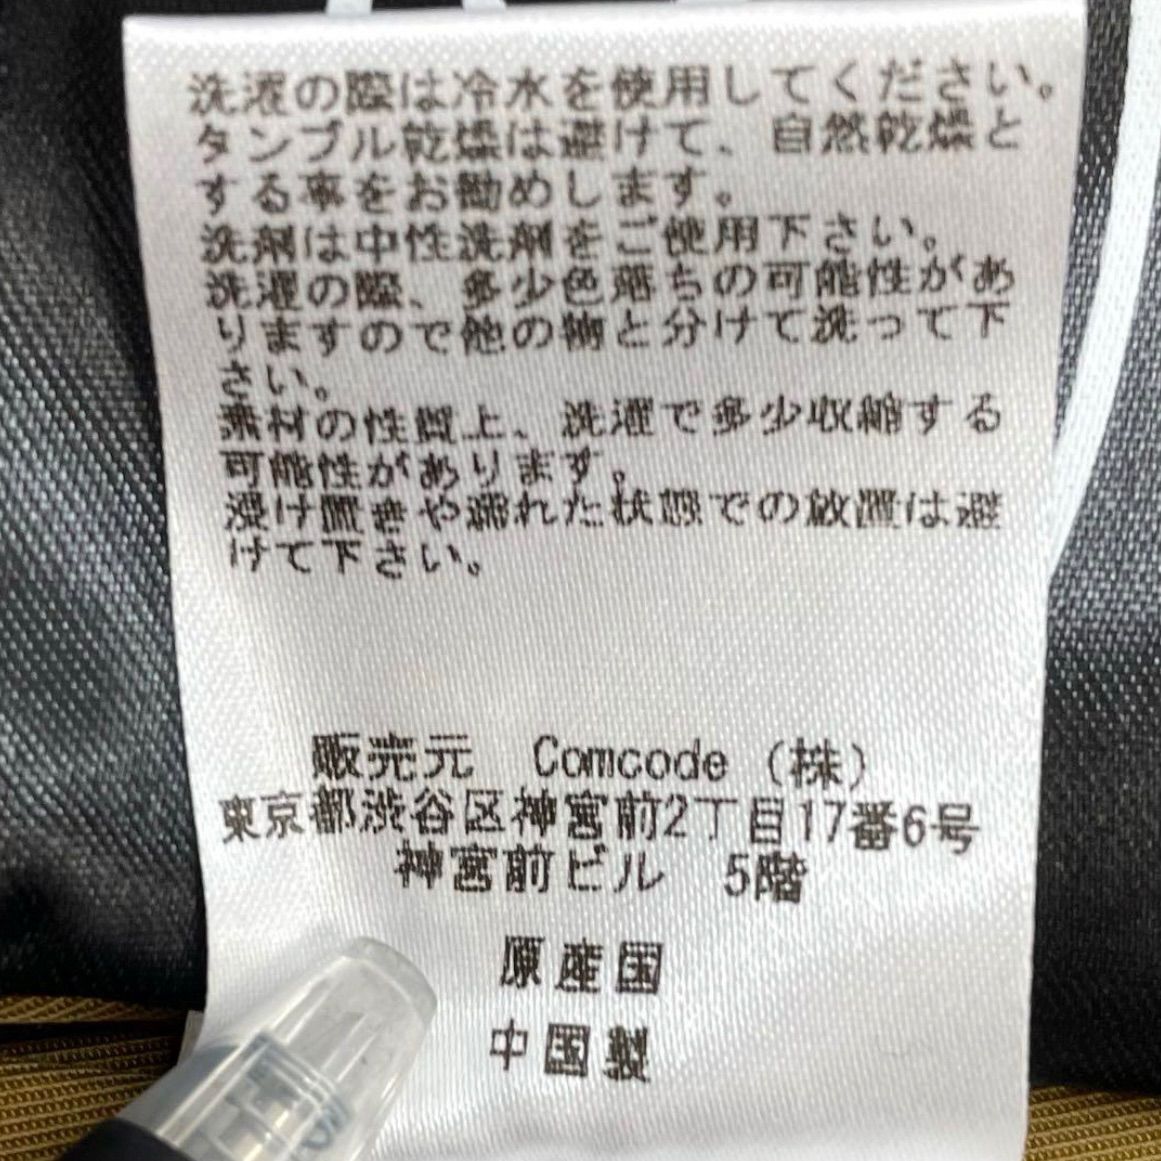 洗濯の際は冷水を使用してください。
タンブル乾燥は避けて、自然乾燥と
する事をお勧めします。
洗剤は中性洗剤をご使用下さい。
洗濯の際、多少色落ちの可能性があ
りますので他の物と分けて洗って下
さい。
素材の性質上、洗濯で多少収縮する
可能性があります。
浸け置きや濡れた状態での放置は避
けて下さい。
販売元　Comcode（株）
東京都渋谷区神宮前2丁目17番6号
神宮前ビル　5階
原産国
中国製